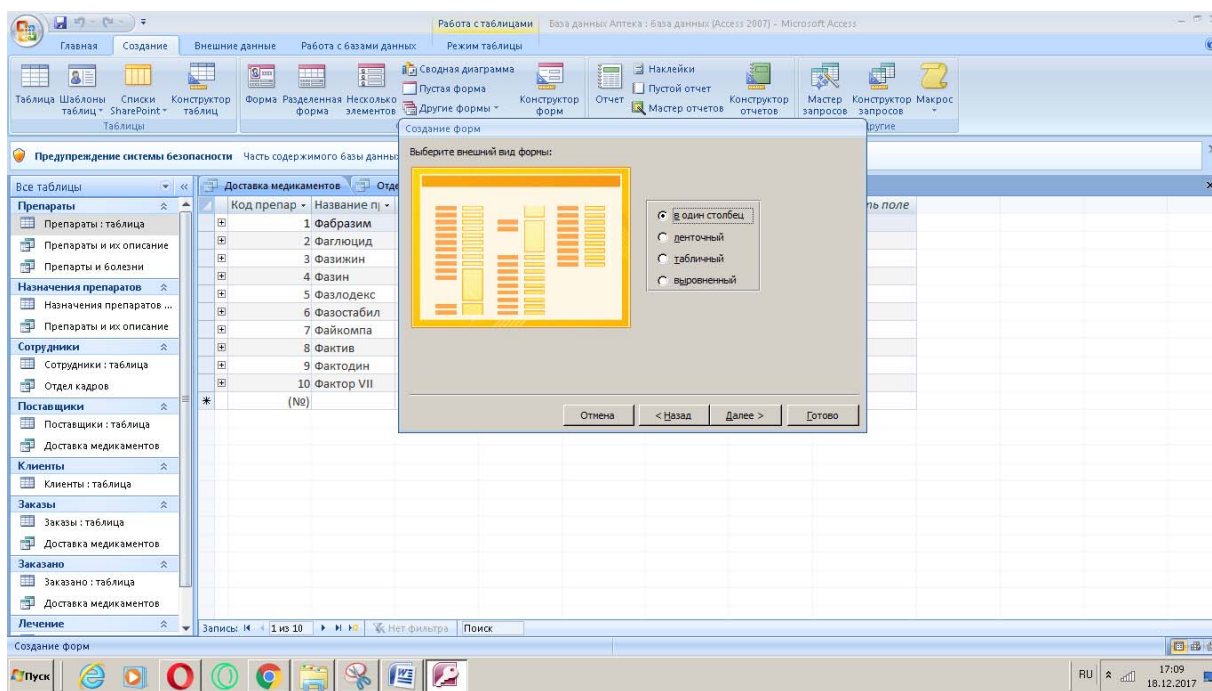 Работа с таблицами База данных Аптека : база данных (Access 2007) - Microsoft Access
Главная Создание Внешние данные Работа с базами данных Режим таблицы
Таблица Шаблоны таблиц Списки SharePoint Конструктор таблиц
Таблицы
Форма Разделенная форма Несколько элементов
Сводная диаграмма
Пустая форма
Другие формы
Конструктор форм
Отчет
Наклейки
Пустой отчет
Мастер отчетов
Конструктор отчетов
Мастер запросов Конструктор запросов Макрос
Другие
Предупреждение системы безопасности Часть содержимого базы данных
Все таблицы
Препараты
Препараты : таблица
Препараты и их описание
Препарты и болезни
Назначения препаратов
Назначения препаратов ...
Препараты и их описание
Сотрудники
Сотрудники : таблица
Отдел кадров
Поставщики
Поставщики : таблица
Доставка медикаментов
Клиенты
Клиенты : таблица
Заказы
Заказы : таблица
Доставка медикаментов
Заказано
Заказано : таблица
Доставка медикаментов
Лечение
Доставка медикаментов Отде
Код препар Название п ть поле
1 Фабразим
2 Фаглюцид
3 Фазижин
4 Фазин
5 Фазлодекс
6 Фазостабил
7 Файкомпа
8 Фактив
9 Фактодин
10 Фактор VII
* (№)
Создание форм
Выберите внешний вид формы:
в один столбец
ленточный
табличный
выровненный
Отмена < Назад Далее > Готово
Запись: 1 из 10 Нет фильтра Поиск
Создание форм
Пуск
RU 17:09
18.12.2017